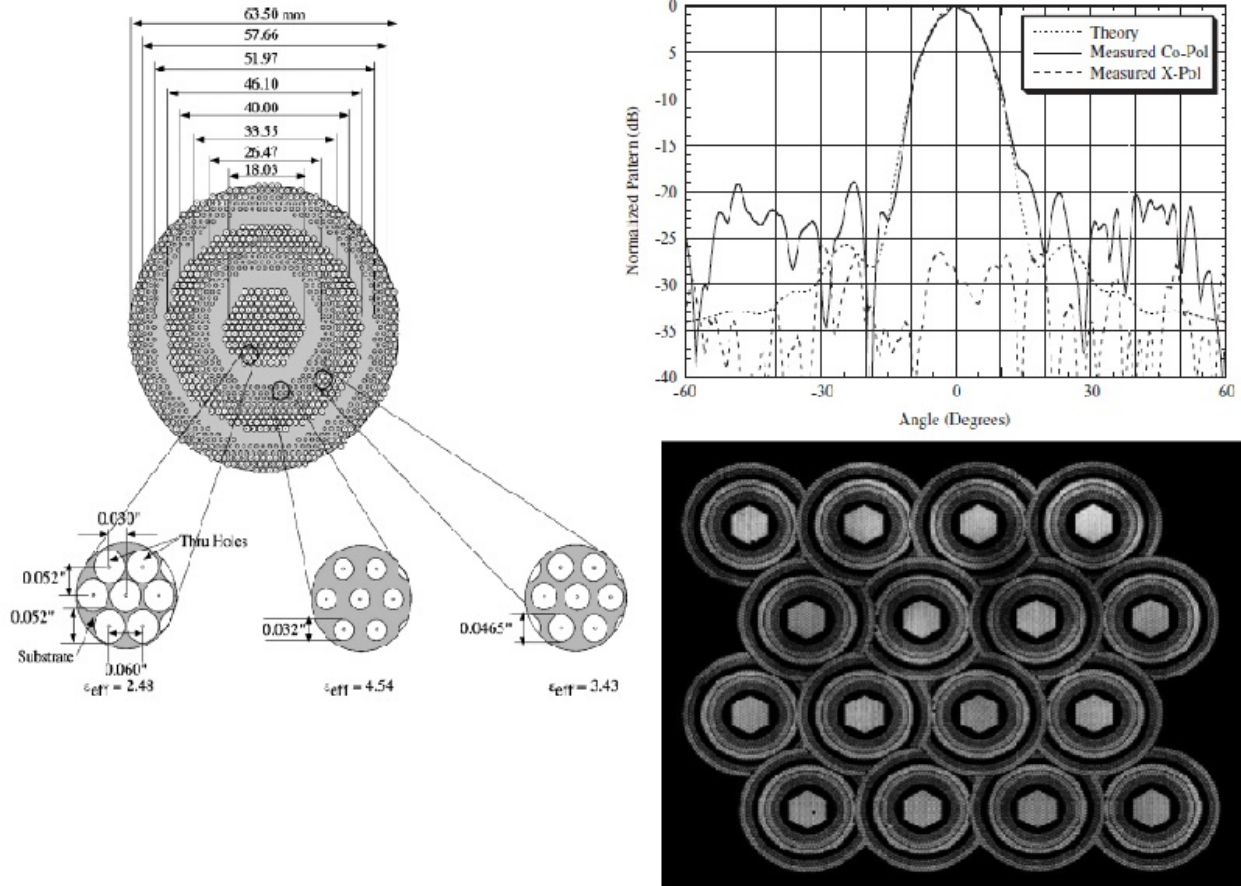 63.50 mm
57.66
51.97
46.10
40.00
33.33
26.47
18.03
0.030"
Thru Holes
0.052"
0.052"
Substrate
0.060"
εeff = 2.48
0.032"
εeff = 4.54
0.0465"
εeff = 3.43
0
5
-10
-15
-20
-25
-30
-35
-40
Normalized Pattern (dB)
Theory
Measured Co-Pol
Measured X-Pol
-60
-30
0
30
60
Angle (Degrees)